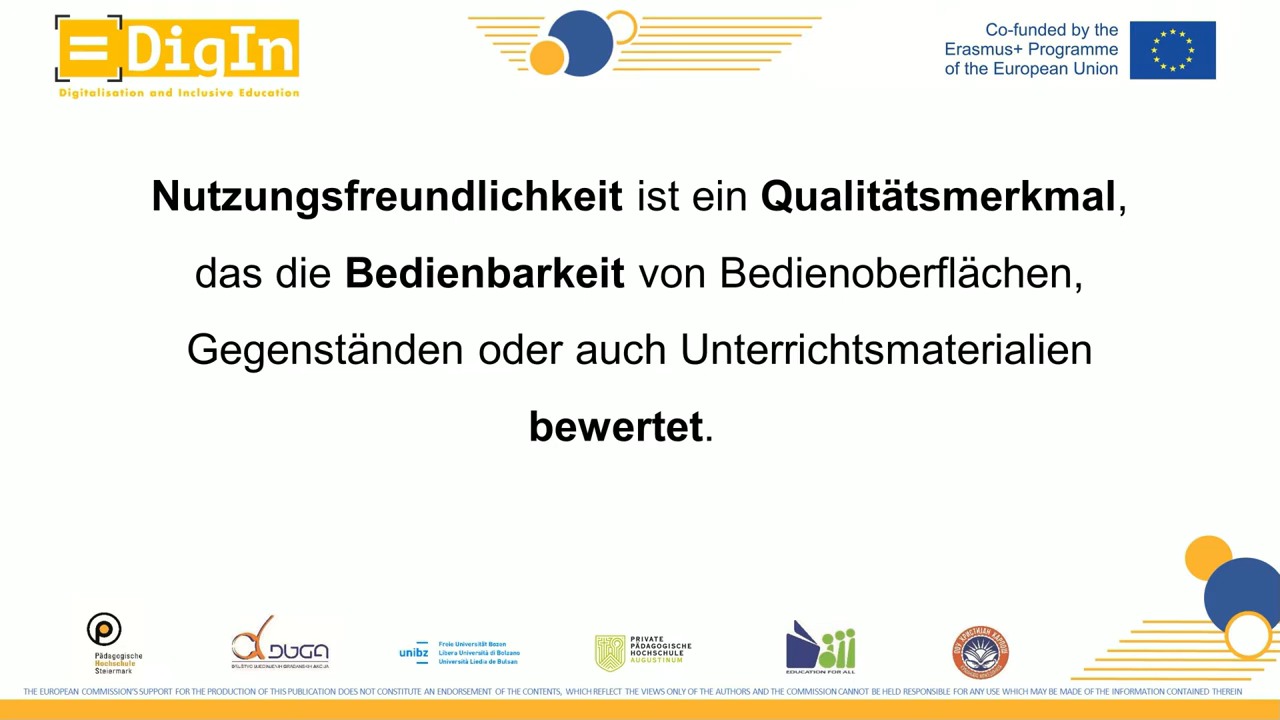 =DigIn
Digitalisation and Inclusive Education
Co-funded by the
Erasmus+ Programme
of the European Union
Nutzungsfreundlichkeit ist ein Qualitätsmerkmal,
das die Bedienbarkeit von Bedienoberflächen,
Gegenständen oder auch Unterrichtsmaterialien
bewertet.
Pädagogische
Hochschule
Steiermark
DUGA
unibz
Freie Universität Bozen
Libera Università di Bolzano
Università Liedia de Bulsan
PRIVATE
PÄDAGOGISCHE
HOCHSCHULE
AUGUSTINUM
EDUCATION FOR ALL
THE EUROPEAN COMMISSION'S SUPPORT FOR THE PRODUCTION OF THIS PUBLICATION DOES NOT CONSTITUTE AN ENDORSEMENT OF THE CONTENTS, WHICH REFLECT THE VIEWS ONLY OF THE AUTHORS AND THE COMMISSION CANNOT BE HELD RESPONSIBLE FOR ANY USE WHICH MAY BE MADE OF THE INFORMATION CONTAINED THEREIN